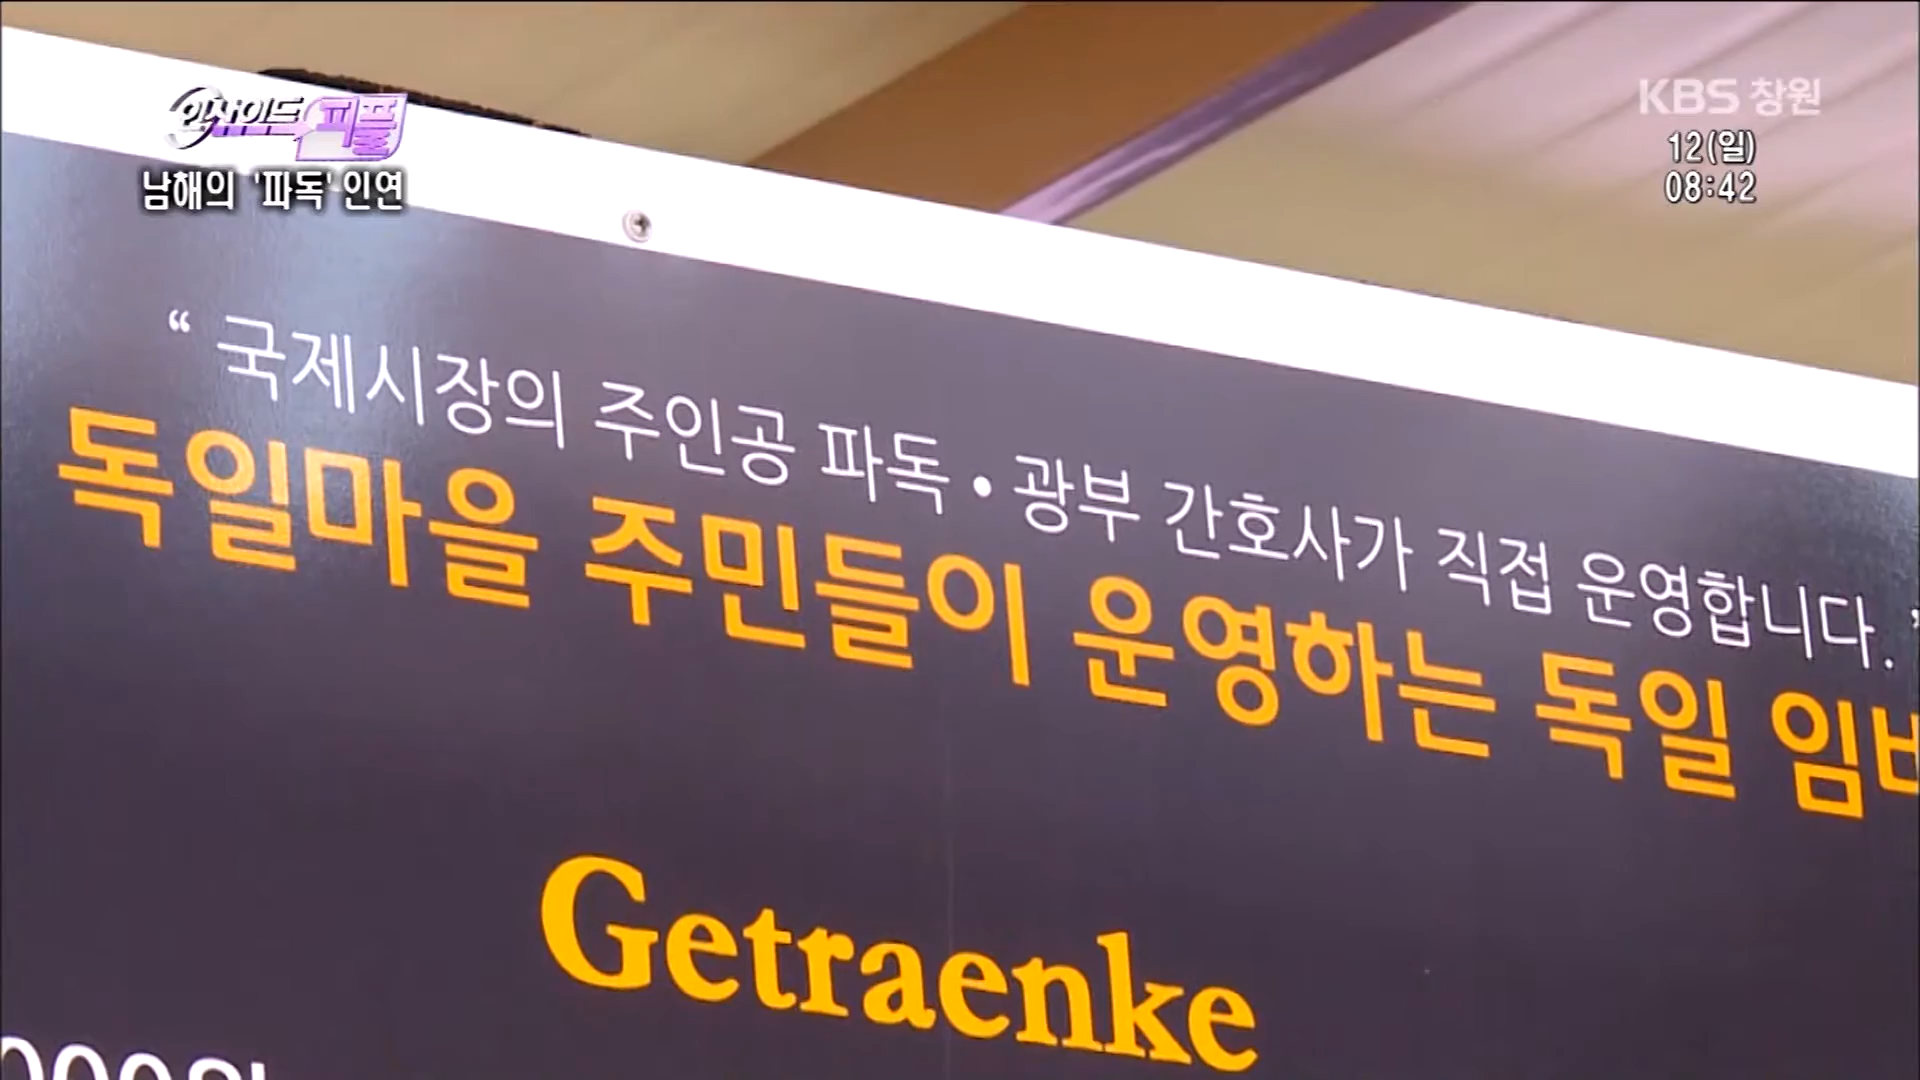 인사이드 피플
남해의 '파독' 인연
KBS 창원
12(일)
08:42
“ 국제시장의 주인공 파독 • 광부 간호사가 직접 운영합니다. ”
독일마을 주민들이 운영하는 독일
Getraenke